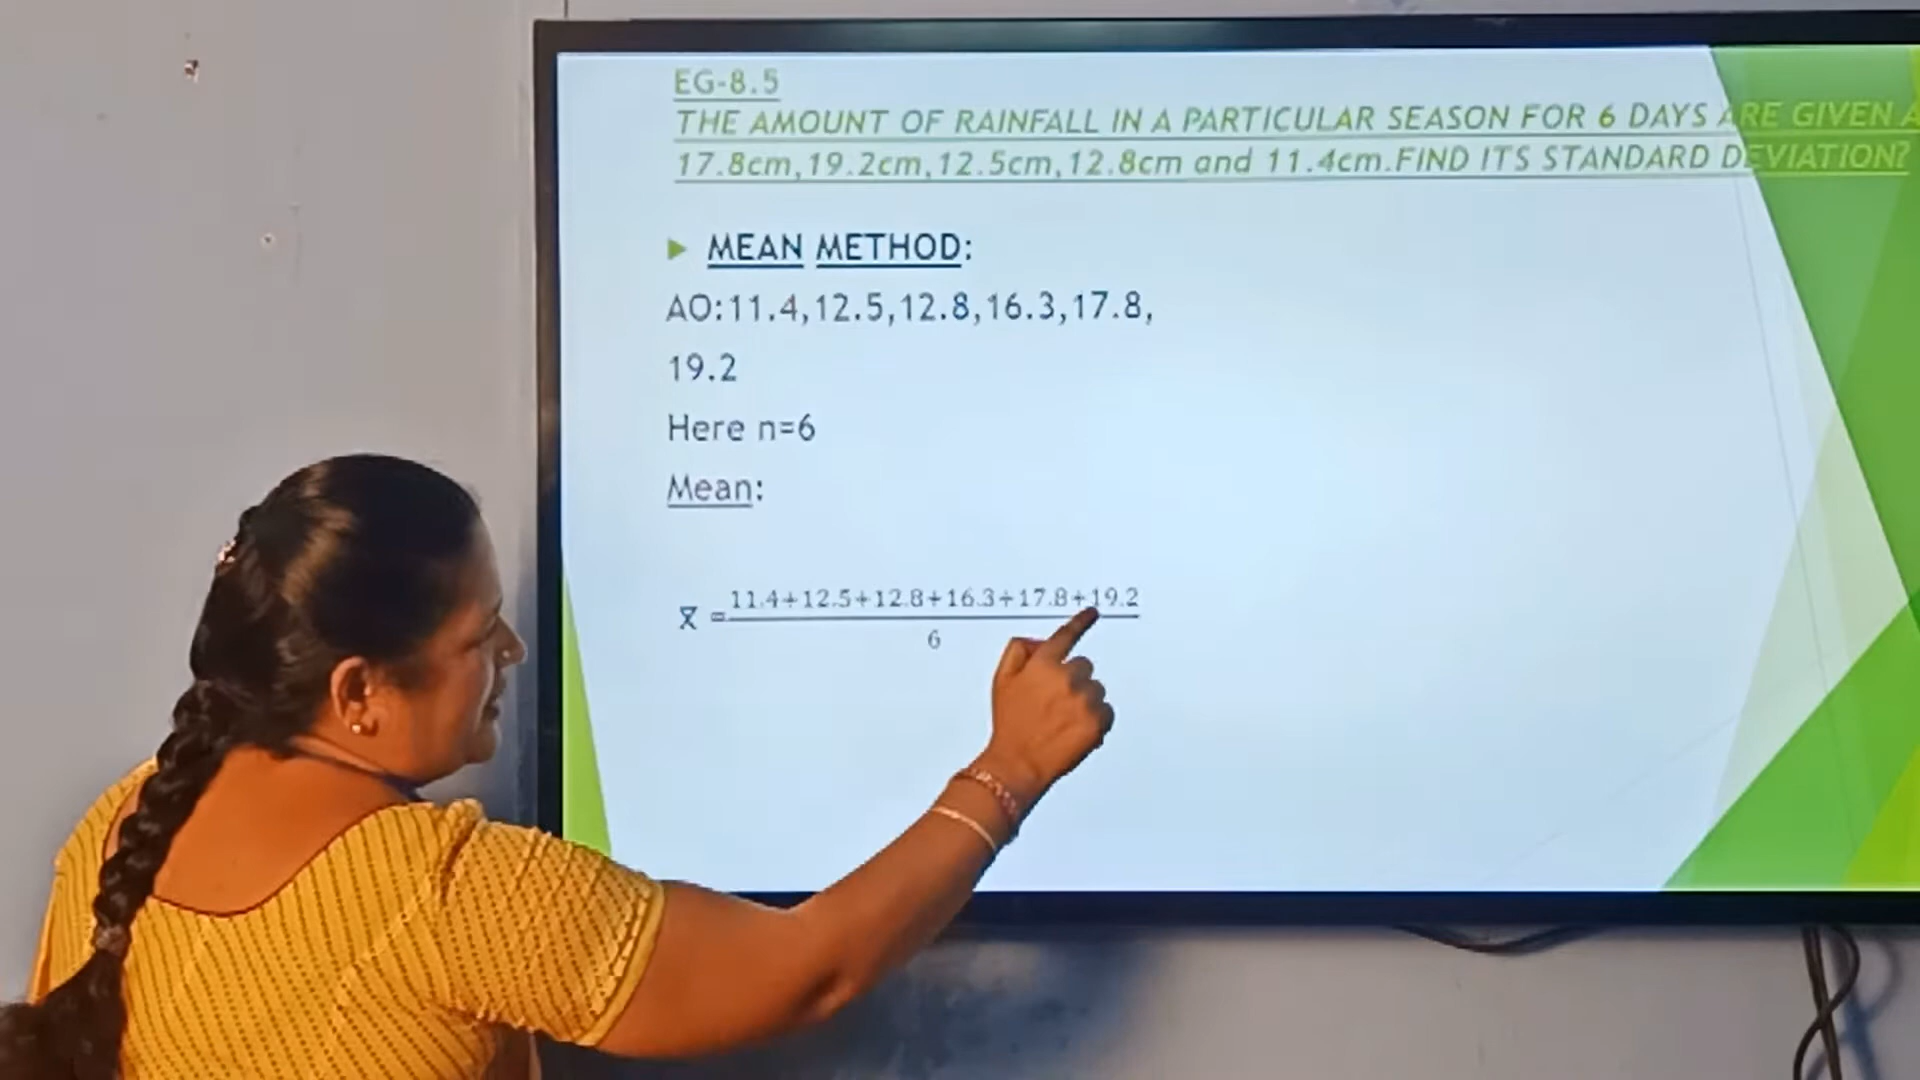 EG-8.5
THE AMOUNT OF RAINFALL IN A PARTICULAR SEASON FOR 6 DAYS ARE GIVEN
17.8cm,19.2cm,12.5cm,12.8cm and 11.4cm.FIND ITS STANDARD DEVIATION?
MEAN METHOD:
AO:11.4,12.5,12.8,16.3,17.8,
19.2
Here n=6
Mean:
x̅ = 11.4+12.5+12.8+16.3+17.8+19.2
6